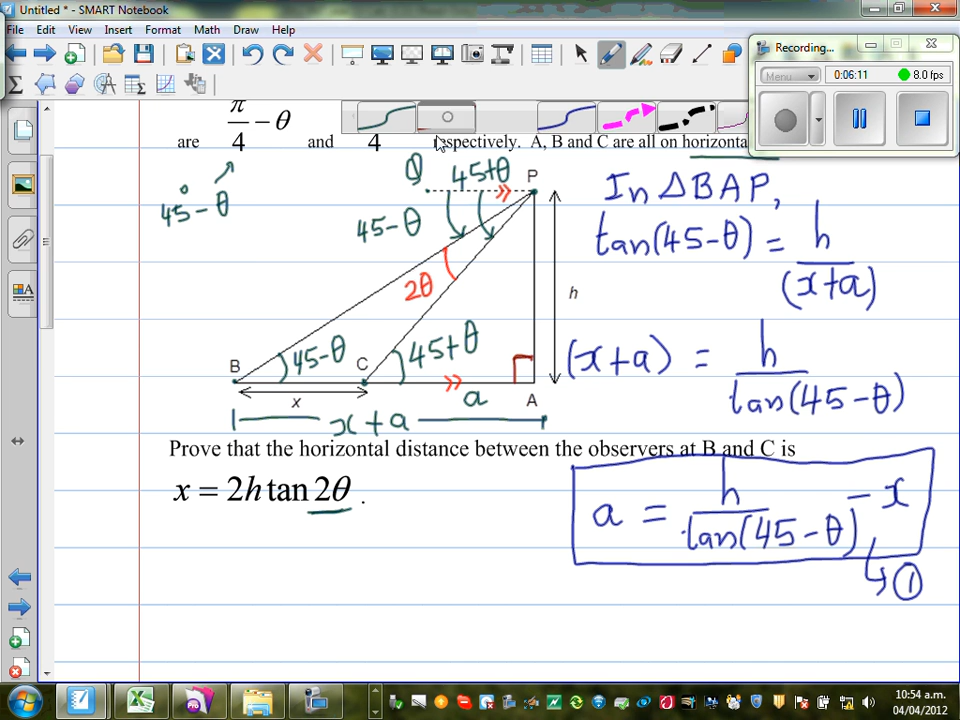 Untitled * - SMART Notebook
File Edit View Insert Format Math Draw Help
Recording...
Menu
0:06:11
8.0 fps
π/4 − θ
are and 4 respectively. A, B and C are all on horizonta
45° − θ
Q 45+θ P
45−θ
2θ
h
B 45−θ C 45+θ
x a A
x + a
In ΔBAP,
tan(45−θ) = h/(x+a)
(x+a) = h/tan(45−θ)
Prove that the horizontal distance between the observers at B and C is
x = 2h tan 2θ .
a = h/tan(45−θ) − x
①
10:54 a.m.
04/04/2012